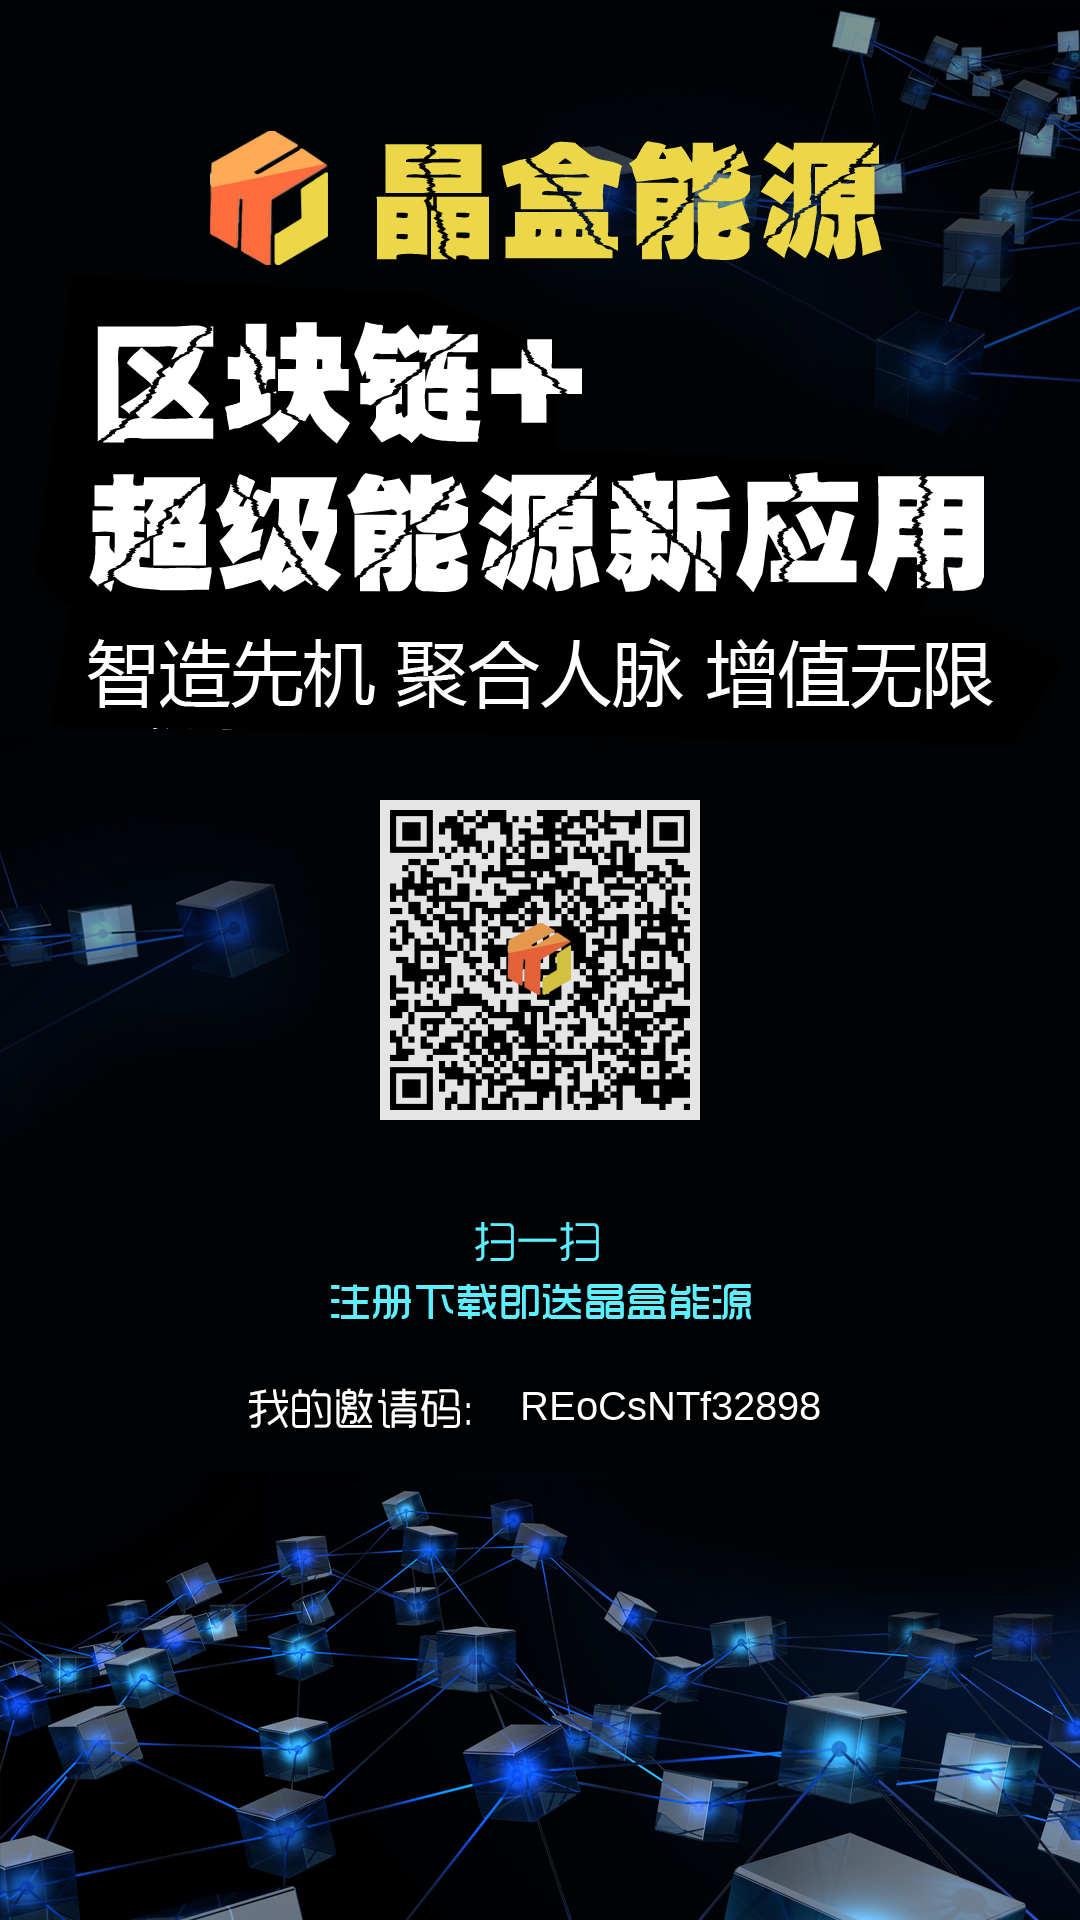 晶盒能源
区块链+
超级能源新应用
智造先机 聚合人脉 增值无限
扫一扫
注册下载即送晶盒能源
我的邀请码: REoCsNTf32898